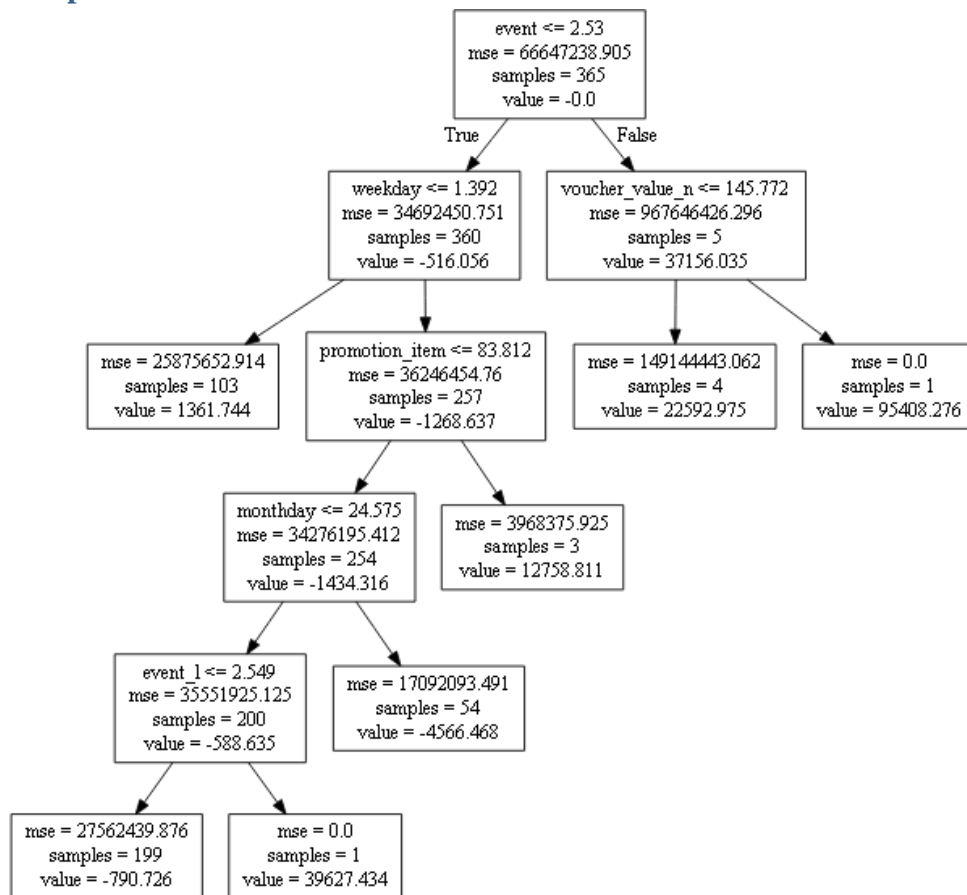 event <= 2.53
mse = 66647238.905
samples = 365
value = -0.0
True
False
weekday <= 1.392
mse = 34692450.751
samples = 360
value = -516.056
voucher_value_n <= 145.772
mse = 967646426.296
samples = 5
value = 37156.035
mse = 25875652.914
samples = 103
value = 1361.744
promotion_item <= 83.812
mse = 36246454.76
samples = 257
value = -1268.637
mse = 149144443.062
samples = 4
value = 22592.975
mse = 0.0
samples = 1
value = 95408.276
monthday <= 24.575
mse = 34276195.412
samples = 254
value = -1434.316
mse = 3968375.925
samples = 3
value = 12758.811
event_l <= 2.549
mse = 35551925.125
samples = 200
value = -588.635
mse = 17092093.491
samples = 54
value = -4566.468
mse = 27562439.876
samples = 199
value = -790.726
mse = 0.0
samples = 1
value = 39627.434